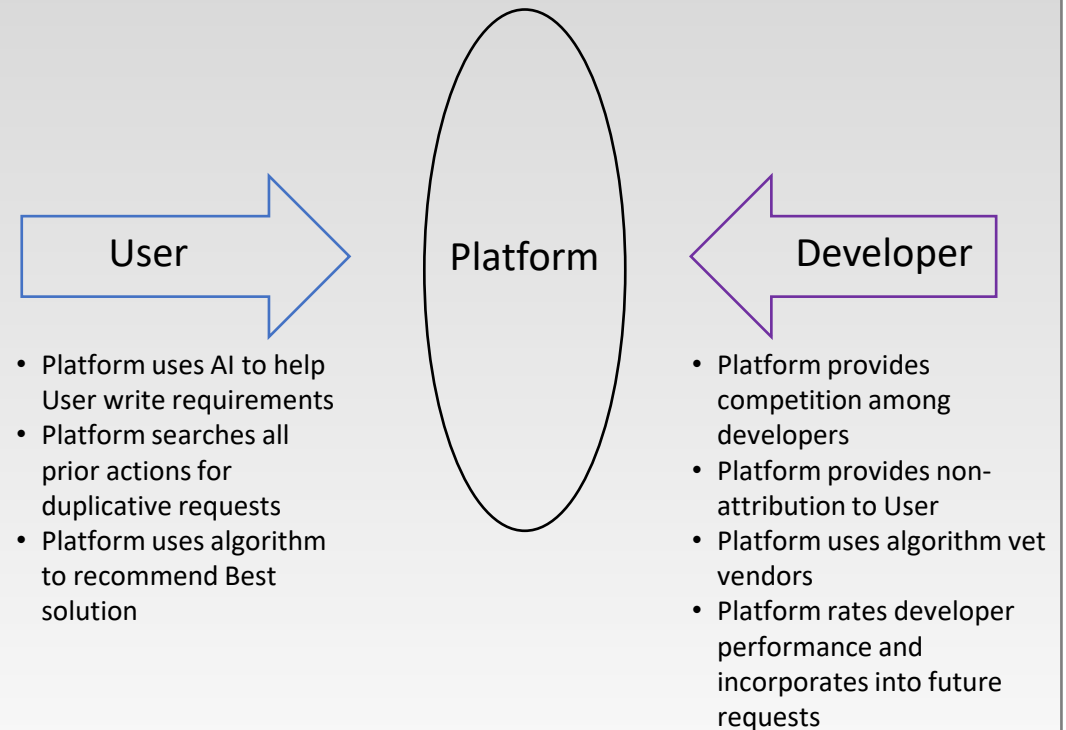 User
Platform
Developer
• Platform uses AI to help
User write requirements
• Platform searches all
prior actions for
duplicative requests
• Platform uses algorithm
to recommend Best
solution
• Platform provides
competition among
developers
• Platform provides non-
attribution to User
• Platform uses algorithm vet
vendors
• Platform rates developer
performance and
incorporates into future
requests